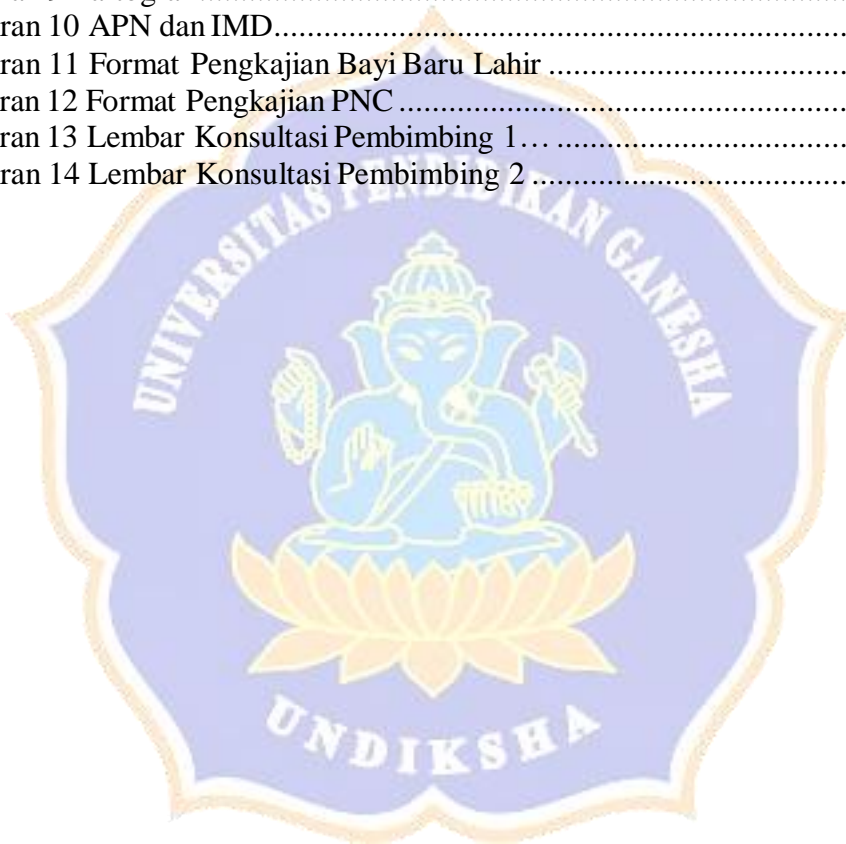 ran 10 APN dan IMD..........................................................................
ran 11 Format Pengkajian Bayi Baru Lahir ......................................
ran 12 Format Pengkajian PNC .........................................................
ran 13 Lembar Konsultasi Pembimbing 1… .....................................
ran 14 Lembar Konsultasi Pembimbing 2 ........................................
UNIVERSITAS PENDIDIKAN GANESHA
UNDIKSHA